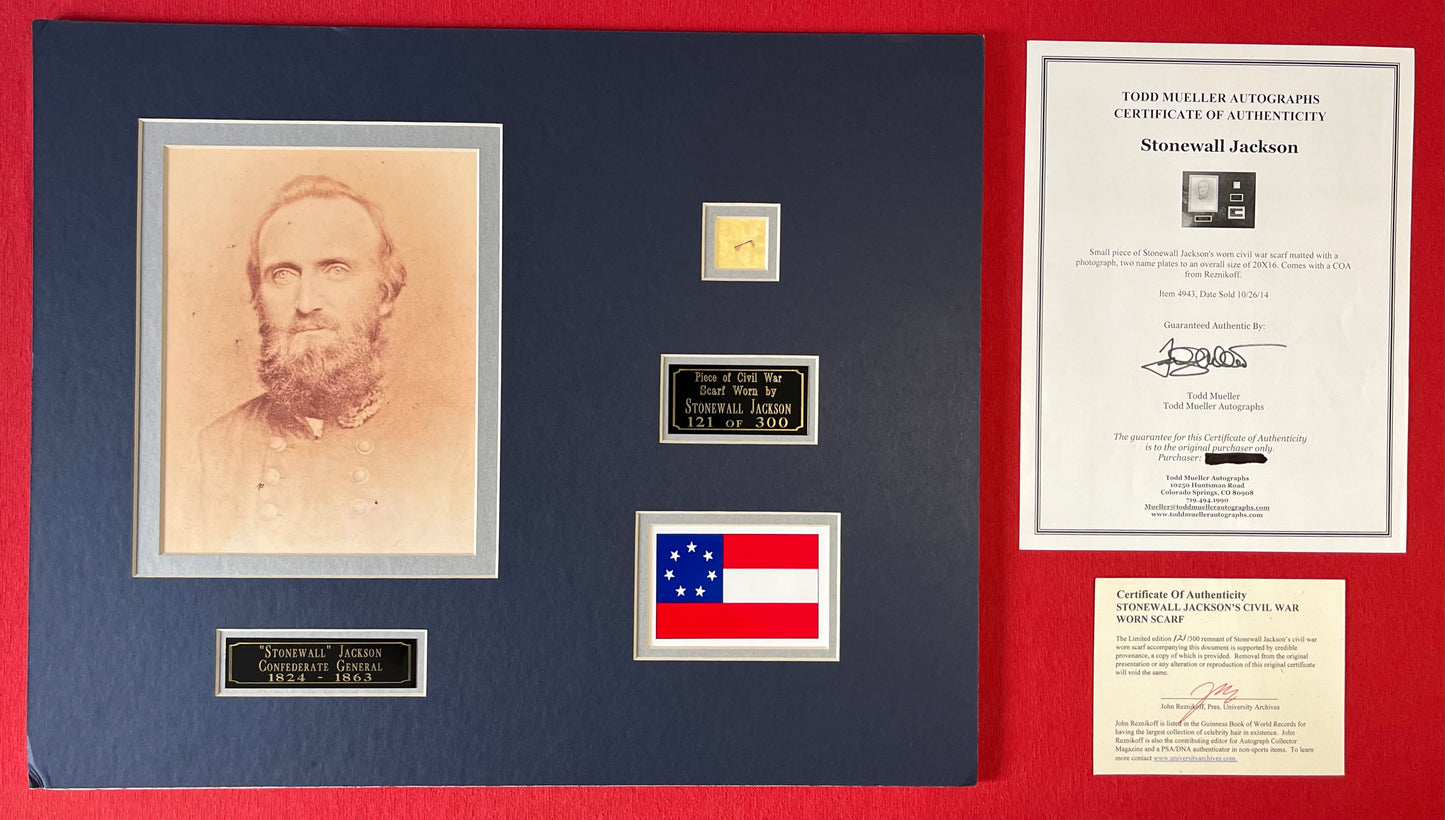 "Stonewall" Jackson
Confederate General
1824 - 1863
Piece of Civil War
Scarf Worn by
Stonewall Jackson
121 of 300
TODD MUELLER AUTOGRAPHS
CERTIFICATE OF AUTHENTICITY
Stonewall Jackson
Small piece of Stonewall Jackson's worn civil war scarf matted with a
photograph, two name plates to an overall size of 20X16. Comes with a COA
from Reznikoff.
Item 4943, Date Sold 10/26/14
Guaranteed Authentic By:
Todd Mueller
Todd Mueller Autographs
The guarantee for this Certificate of Authenticity
is to the original purchaser only.
Purchaser:
Todd Mueller Autographs
10250 Huntsman Road
Colorado Springs, CO 80908
719-494-1990
Mueller@toddmuellerautographs.com
www.toddmuellerautographs.com
Certificate Of Authenticity
STONEWALL JACKSON'S CIVIL WAR
WORN SCARF
The Limited edition 121/300 remnant of Stonewall Jackson's civil war
worn scarf accompanying this document is supported by credible
provenance, a copy of which is provided. Removal from the original
presentation or any alteration or reproduction of this original certificate
will void the same.
John Reznikoff, Pres. University Archives
John Reznikoff is listed in the Guinness Book of World Records for
having the largest collection of celebrity hair in existence. John
Reznikoff is also the contributing editor for Autograph Collector
Magazine and a PSA/DNA authenticator in non-sports items. To learn
more contact www.universityarchives.com.